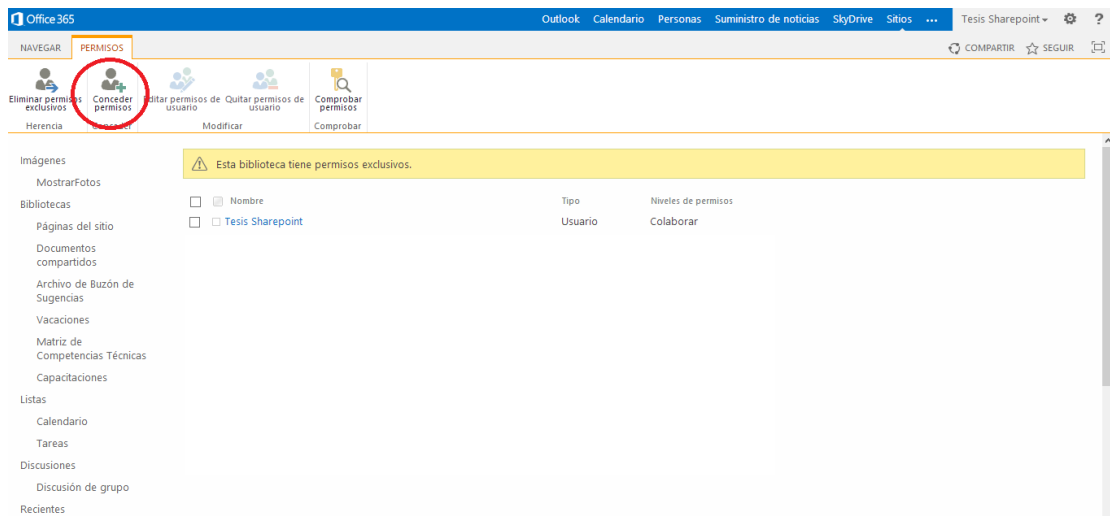 Office 365
Outlook Calendario Personas Suministro de noticias SkyDrive Sitios ... Tesis Sharepoint ?
NAVEGAR PERMISOS COMPARTIR SEGUIR
Eliminar permisos exclusivos
Conceder permisos
Editar permisos de usuario
Quitar permisos de usuario
Comprobar permisos
Herencia Conceder Modificar Comprobar
Imágenes
MostrarFotos
Bibliotecas
Páginas del sitio
Documentos
compartidos
Archivo de Buzón de
Sugencias
Vacaciones
Matriz de
Competencias Técnicas
Capacitaciones
Listas
Calendario
Tareas
Discusiones
Discusión de grupo
Recientes
Esta biblioteca tiene permisos exclusivos.
Nombre Tipo Niveles de permisos
Tesis Sharepoint Usuario Colaborar